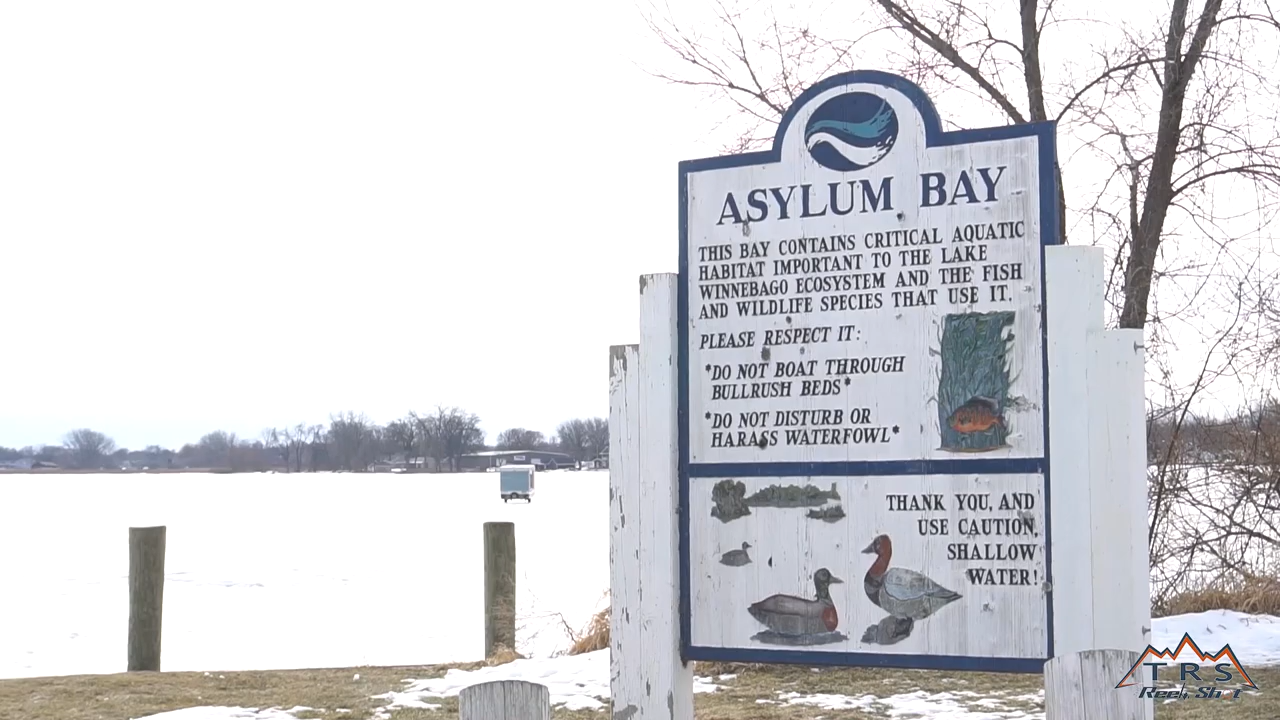 ASYLUM BAY
THIS BAY CONTAINS CRITICAL AQUATIC
HABITAT IMPORTANT TO THE LAKE
WINNEBAGO ECOSYSTEM AND THE FISH
AND WILDLIFE SPECIES THAT USE IT.
PLEASE RESPECT IT:
*DO NOT BOAT THROUGH
BULLRUSH BEDS*
*DO NOT DISTURB OR
HARASS WATERFOWL*
THANK YOU, AND
USE CAUTION,
SHALLOW
WATER!
TRS
Reel Shot